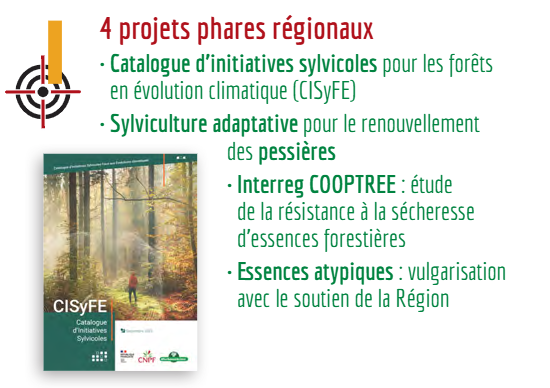 4 projets phares régionaux
· Catalogue d'initiatives sylvicoles pour les forêts
en évolution climatique (CISyFE)
· Sylviculture adaptative pour le renouvellement
des pessières
· Interreg COOPTREE : étude
de la résistance à la sécheresse
d'essences forestières
· Essences atypiques : vulgarisation
avec le soutien de la Région
CISyFE
Catalogue
d'Initiatives
Sylvicoles
CNPF